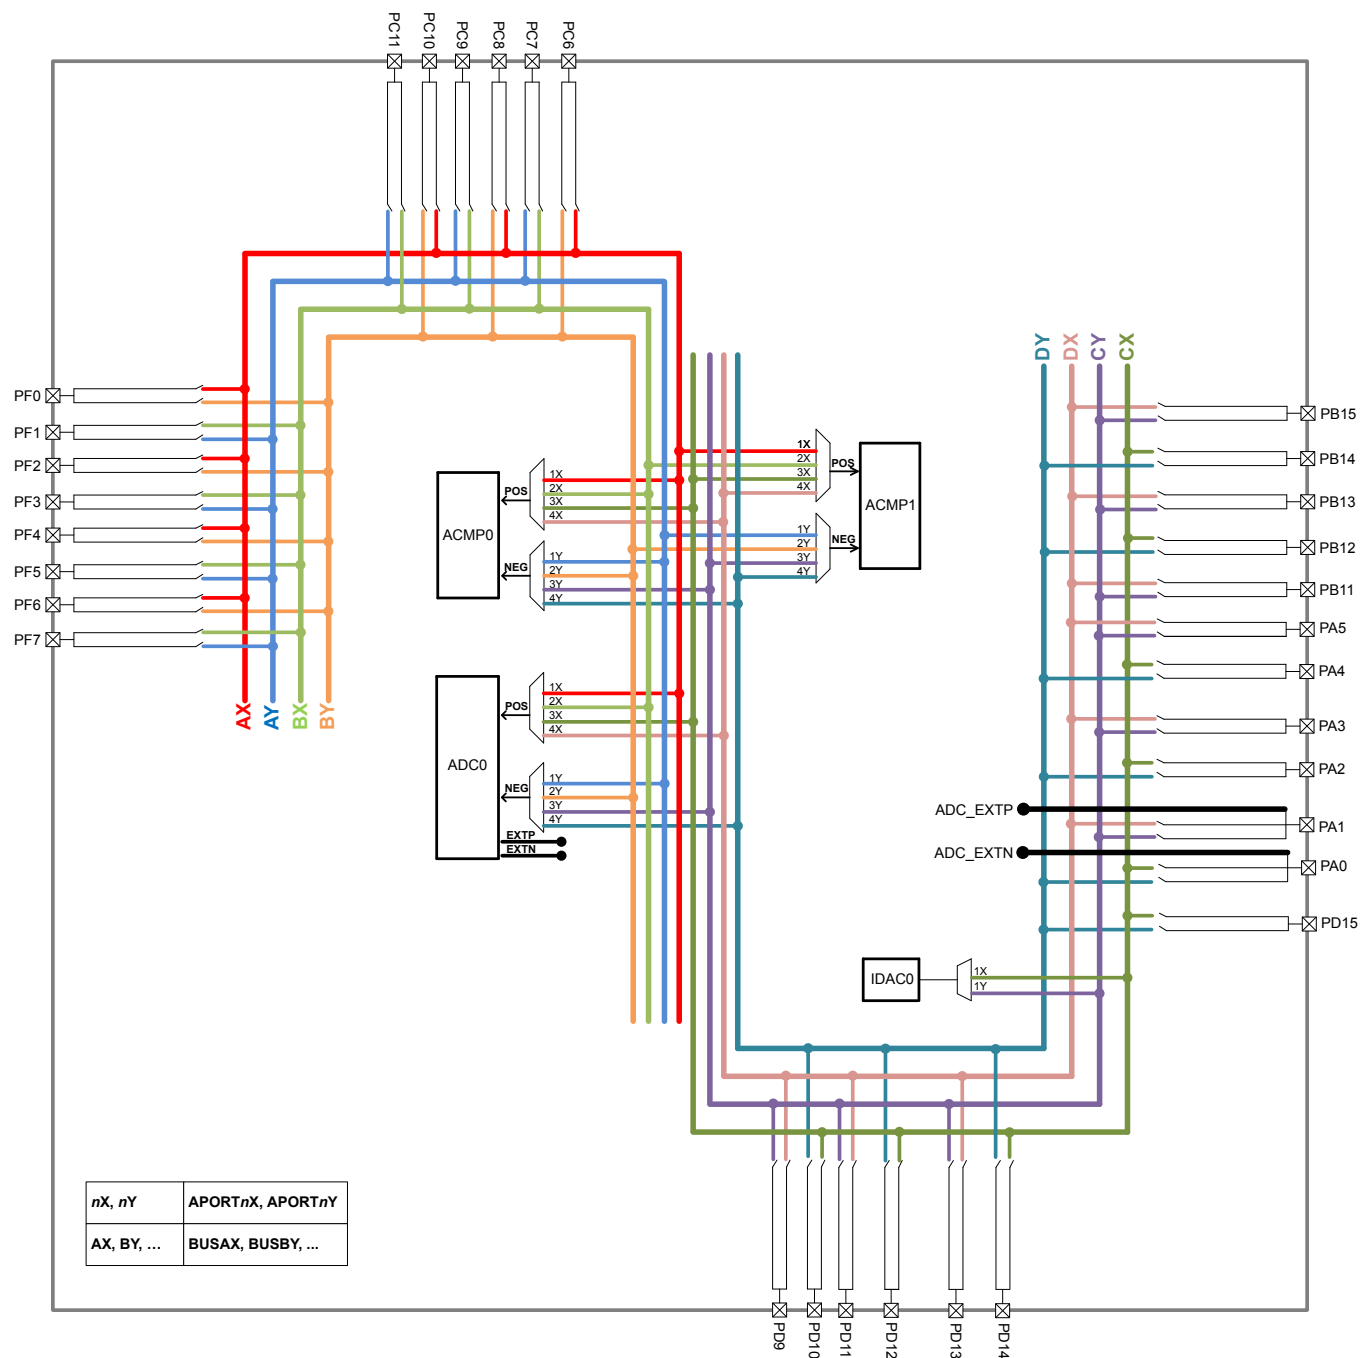 PC11
PC10
PC9
PC8
PC7
PC6
PF0
PF1
PF2
PF3
PF4
PF5
PF6
PF7
AX
AY
BX
BY
DY
DX
CY
CX
PB15
PB14
PB13
PB12
PB11
PA5
PA4
PA3
PA2
PA1
PA0
PD15
ACMP0
POS
1X
2X
3X
4X
NEG
1Y
2Y
3Y
4Y
1X
2X
3X
4X
POS
1Y
2Y
3Y
4Y
NEG
ACMP1
ADC0
POS
1X
2X
3X
4X
NEG
1Y
2Y
3Y
4Y
EXTP
EXTN
ADC_EXTP
ADC_EXTN
IDAC0
1X
1Y
nX, nY APORTnX, APORTnY
AX, BY, ... BUSAX, BUSBY, ...
PD9
PD10
PD11
PD12
PD13
PD14